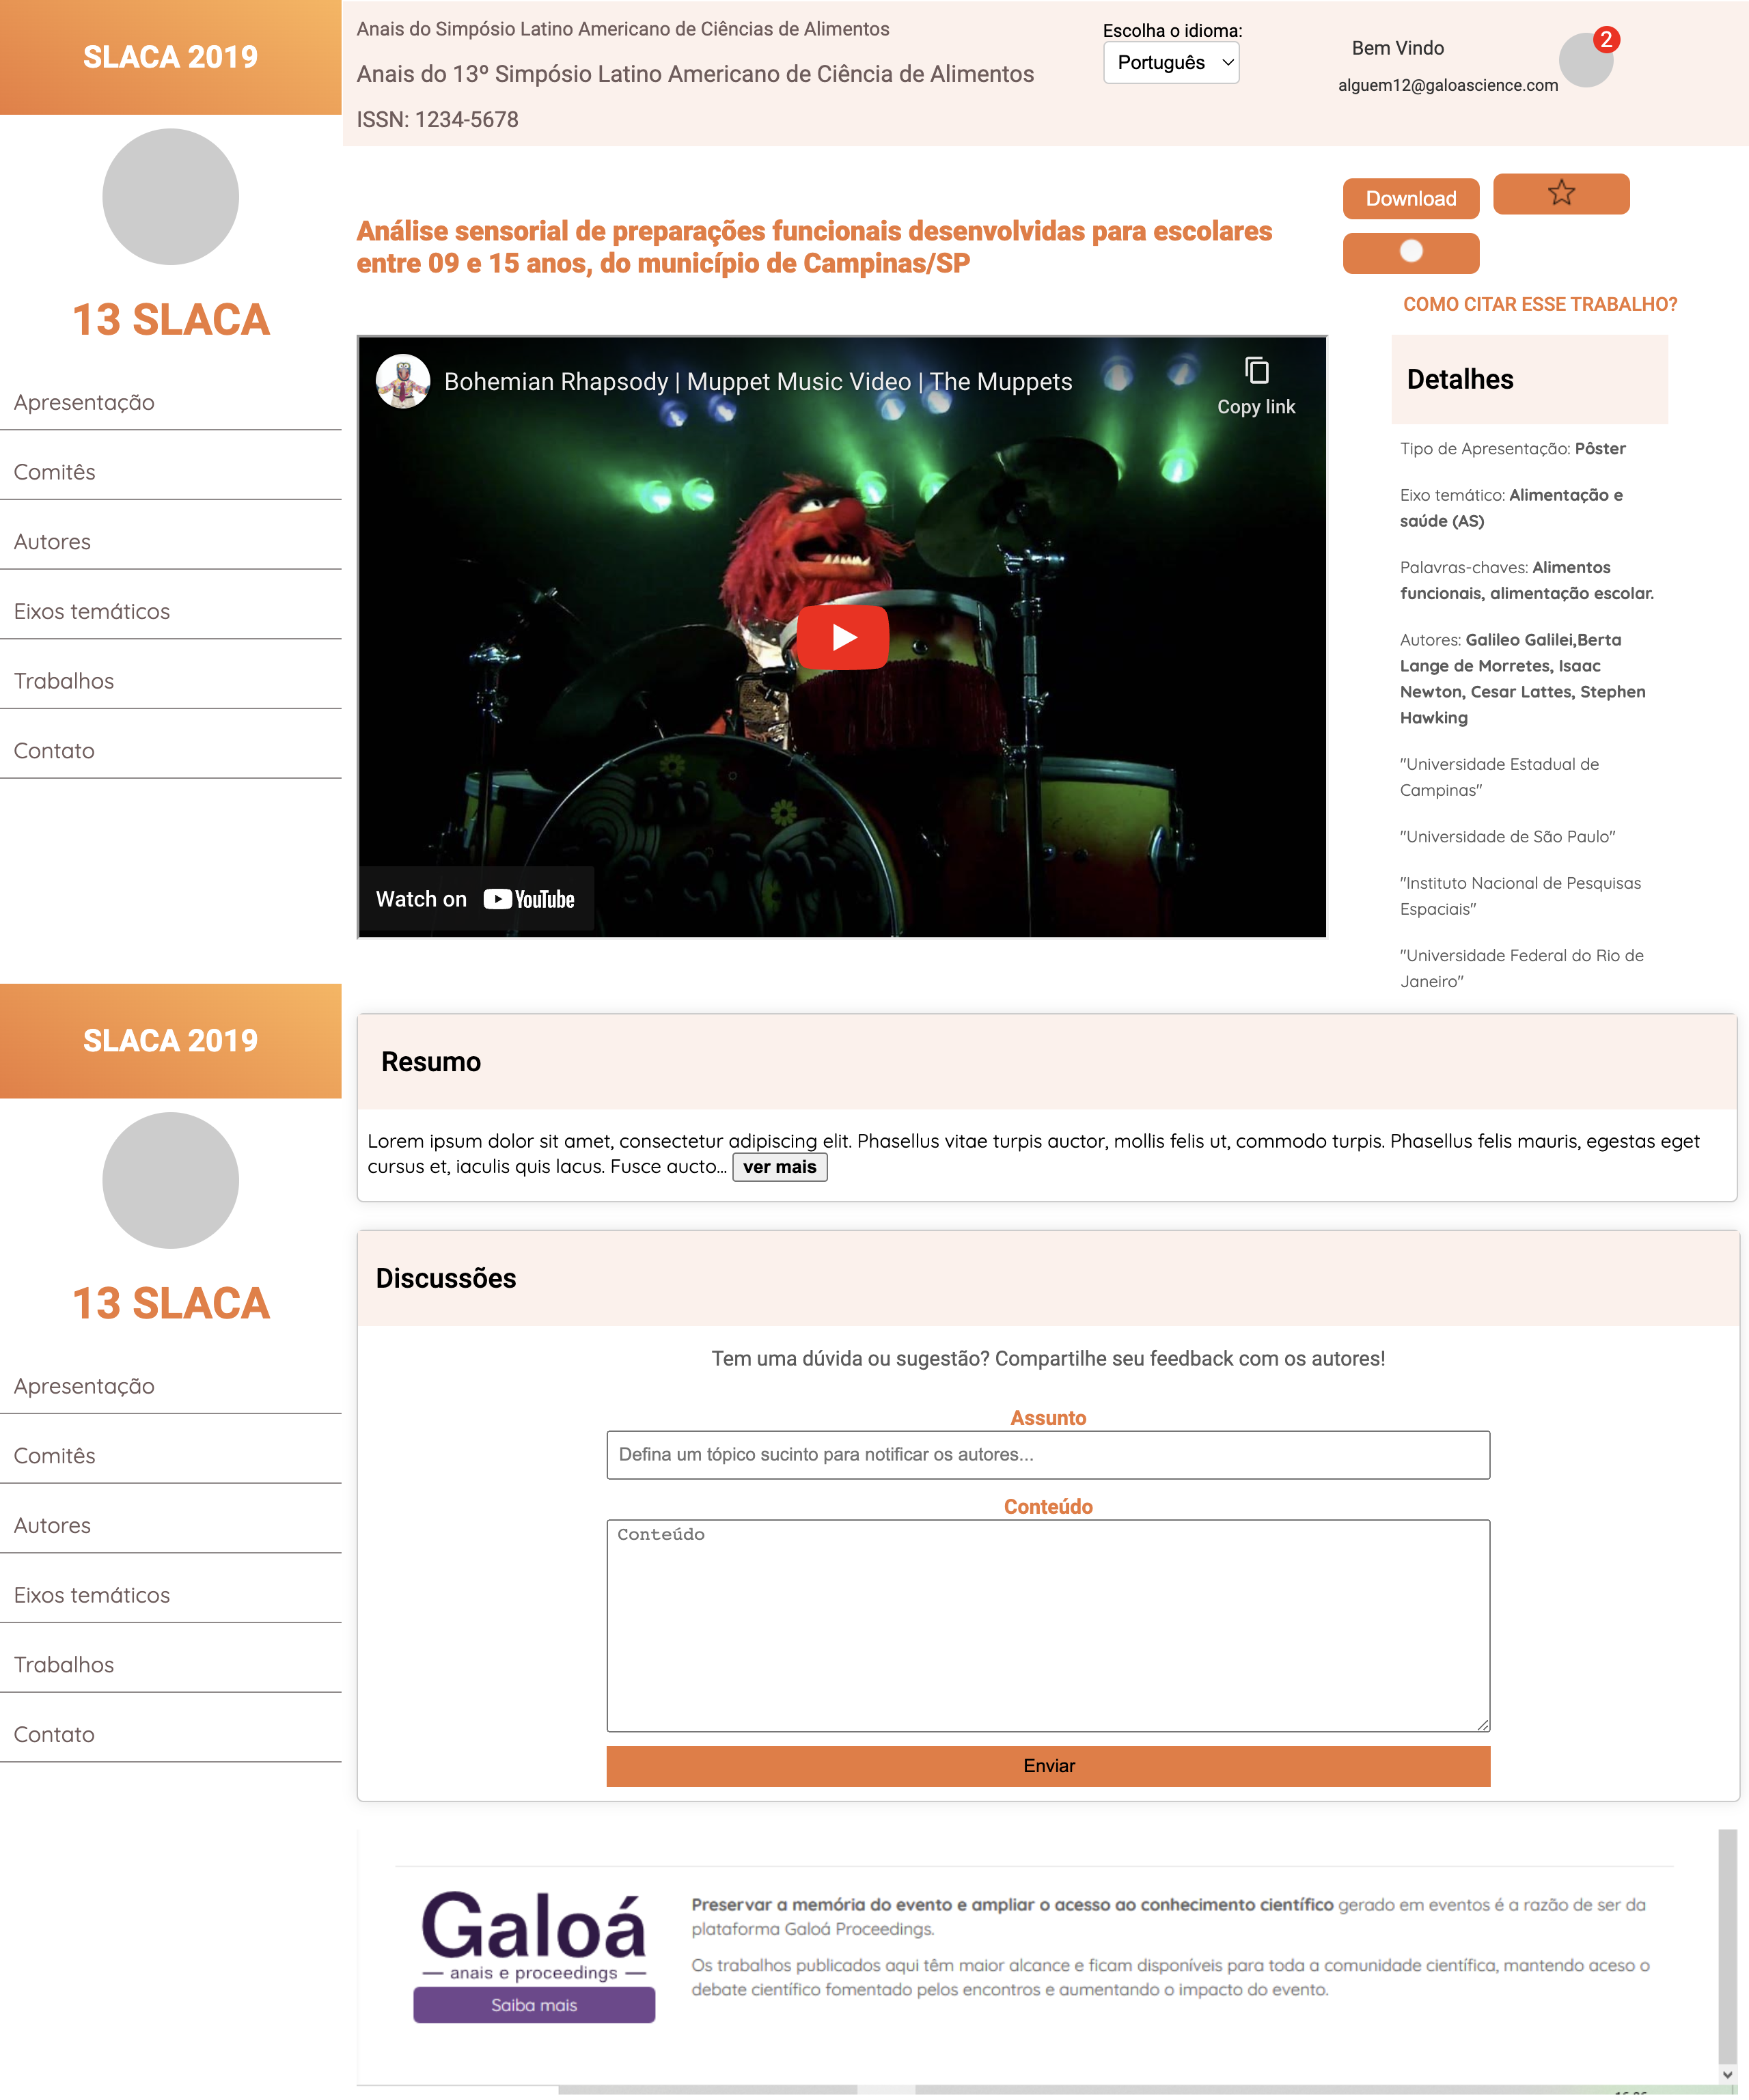 SLACA 2019
13 SLACA
Apresentação
Comitês
Autores
Eixos temáticos
Trabalhos
Contato
Anais do Simpósio Latino Americano de Ciências de Alimentos
Anais do 13º Simpósio Latino Americano de Ciência de Alimentos
ISSN: 1234-5678
Escolha o idioma:
Português
Bem Vindo
alguem12@galoascience.com
2
Análise sensorial de preparações funcionais desenvolvidas para escolares
entre 09 e 15 anos, do município de Campinas/SP
Download
COMO CITAR ESSE TRABALHO?
Bohemian Rhapsody | Muppet Music Video | The Muppets
Copy link
Watch on YouTube
Detalhes
Tipo de Apresentação: Pôster
Eixo temático: Alimentação e
saúde (AS)
Palavras-chaves: Alimentos
funcionais, alimentação escolar.
Autores: Galileo Galilei,Berta
Lange de Morretes, Isaac
Newton, Cesar Lattes, Stephen
Hawking
"Universidade Estadual de
Campinas"
"Universidade de São Paulo"
"Instituto Nacional de Pesquisas
Espaciais"
"Universidade Federal do Rio de
Janeiro"
SLACA 2019
13 SLACA
Apresentação
Comitês
Autores
Eixos temáticos
Trabalhos
Contato
Resumo
Lorem ipsum dolor sit amet, consectetur adipiscing elit. Phasellus vitae turpis auctor, mollis felis ut, commodo turpis. Phasellus felis mauris, egestas eget
cursus et, iaculis quis lacus. Fusce aucto... ver mais
Discussões
Tem uma dúvida ou sugestão? Compartilhe seu feedback com os autores!
Assunto
Defina um tópico sucinto para notificar os autores...
Conteúdo
Conteúdo
Enviar
Galoá
anais e proceedings
Saiba mais
Preservar a memória do evento e ampliar o acesso ao conhecimento científico gerado em eventos é a razão de ser da
plataforma Galoá Proceedings.
Os trabalhos publicados aqui têm maior alcance e ficam disponíveis para toda a comunidade científica, mantendo aceso o
debate científico fomentado pelos encontros e aumentando o impacto do evento.